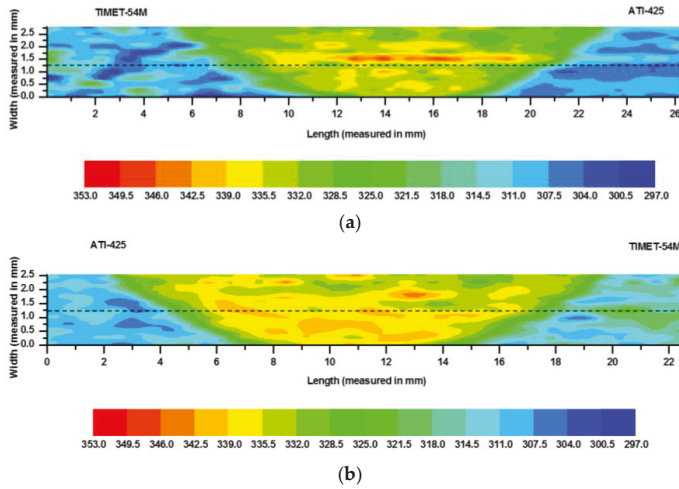 (a)
TIMET-54M ATI-425
Width (measured in mm)
2.5
2.0
1.5
1.0
0.5
0.0
2 4 6 8 10 12 14 16 18 20 22 24 26
Length (measured in mm)
353.0 349.5 346.0 342.5 339.0 335.5 332.0 328.5 325.0 321.5 318.0 314.5 311.0 307.5 304.0 300.5 297.0
(a)
ATI-425 TIMET-54M
Width (measured in mm)
2.5
2.0
1.5
1.0
0.5
0.0
0 2 4 6 8 10 12 14 16 18 20 22
Length (measured in mm)
353.0 349.5 346.0 342.5 339.0 335.5 332.0 328.5 325.0 321.5 318.0 314.5 311.0 307.5 304.0 300.5 297.0
(b)